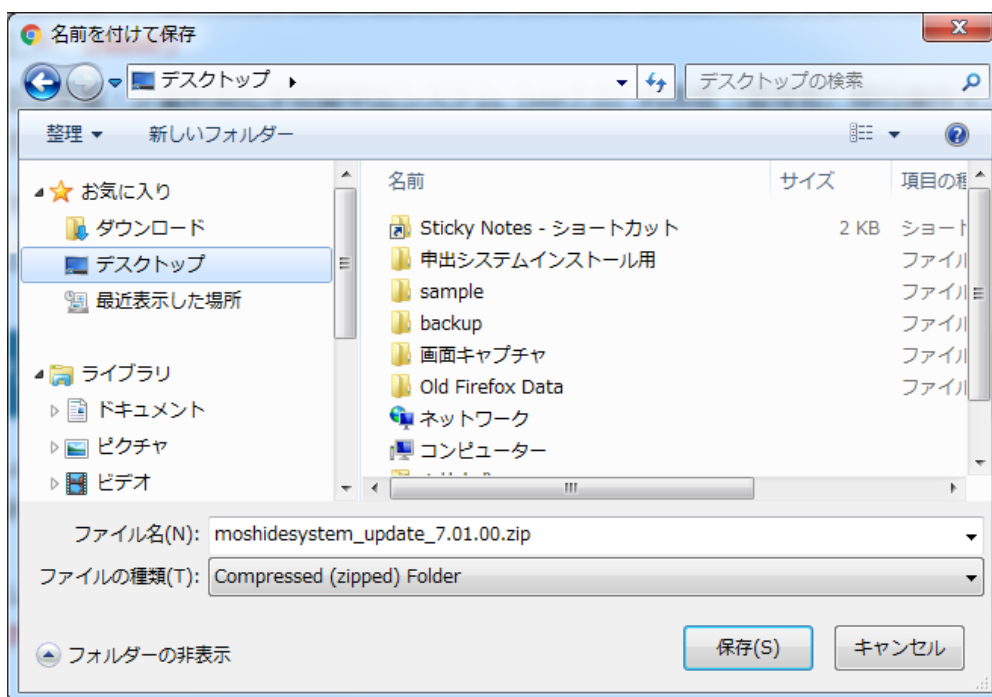 名前を付けて保存
デスクトップ
デスクトップの検索
整理
新しいフォルダー
お気に入り
ダウンロード
デスクトップ
最近表示した場所
ライブラリ
ドキュメント
ピクチャ
ビデオ
名前 サイズ 項目の種
Sticky Notes - ショートカット 2 KB ショート
申出システムインストール用 ファイル
sample ファイル
backup ファイル
画面キャプチャ ファイル
Old Firefox Data ファイル
ネットワーク
コンピューター
ファイル名(N): moshidesystem_update_7.01.00.zip
ファイルの種類(T): Compressed (zipped) Folder
フォルダーの非表示
保存(S)
キャンセル